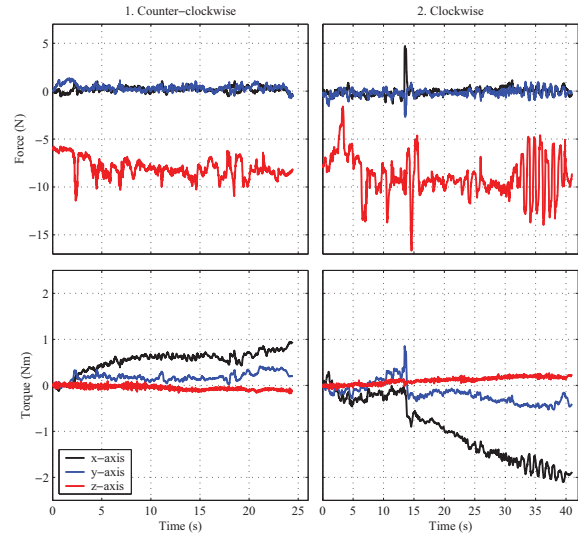 1. Counter-clockwise
2. Clockwise
Force (N)
5
0
−5
−10
−15
Torque (Nm)
2
1
0
−1
−2
x-axis
y-axis
z-axis
0 5 10 15 20 25
Time (s)
0 5 10 15 20 25 30 35 40
Time (s)